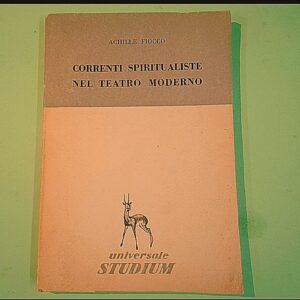 ACHILLE FIOCCO
CORRENTI SPIRITUALISTE
NEL TEATRO MODERNO
universale
STUDIUM